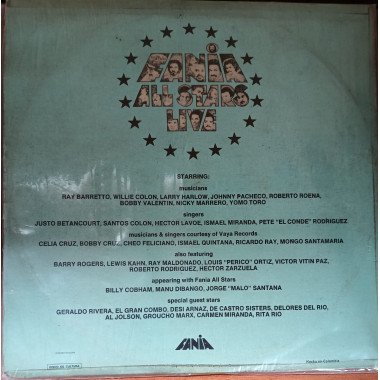 FANIA
ALL STARS
LIVE
STARRING:
musicians
RAY BARRETTO, WILLIE COLON, LARRY HARLOW, JOHNNY PACHECO, ROBERTO ROENA,
BOBBY VALENTIN, NICKY MARRERO, YOMO TORO
singers
JUSTO BETANCOURT, SANTOS COLON, HECTOR LAVOE, ISMAEL MIRANDA, PETE "EL CONDE" RODRIGUEZ
musicians & singers courtesy of Vaya Records
CELIA CRUZ, BOBBY CRUZ, CHEO FELICIANO, ISMAEL QUINTANA, RICARDO RAY, MONGO SANTAMARIA
also featuring
BARRY ROGERS, LEWIS KAHN, RAY MALDONADO, LOUIS "PERICO" ORTIZ, VICTOR VITIN PAZ,
ROBERTO RODRIGUEZ, HECTOR ZARZUELA
appearing with Fania All Stars
BILLY COBHAM, MANU DIBANGO, JORGE "MALO" SANTANA
special guest stars
GERALDO RIVERA, EL GRAN COMBO, DESI ARNAZ, DE CASTRO SISTERS, DELORES DEL RIO,
AL JOLSON, GROUCHO MARX, CARMEN MIRANDA, RITA RIO
FANIA
Hecho en Colombia